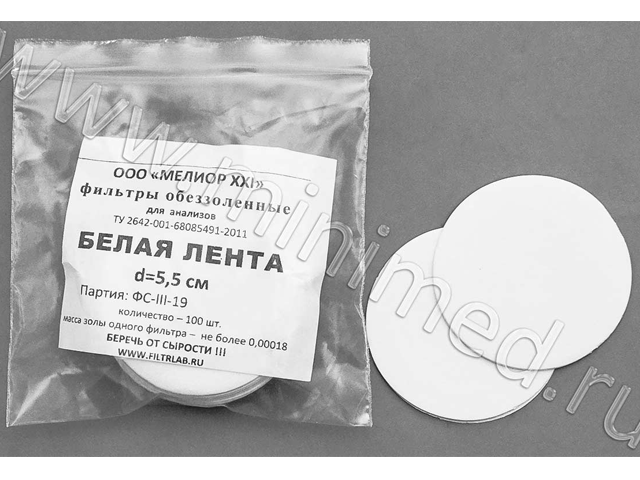 ООО «МЕЛИОР XXI»
фильтры обеззоленные
для анализов
ТУ 2642-001-68085491-2011
БЕЛАЯ ЛЕНТА
d=5,5 см
Партия: ФС-III-19
количество – 100 шт.
масса золы одного фильтра – не более 0,00018
БЕРЕЧЬ ОТ СЫРОСТИ !!!
WWW.FILTRLAB.RU
www.minimed.ru